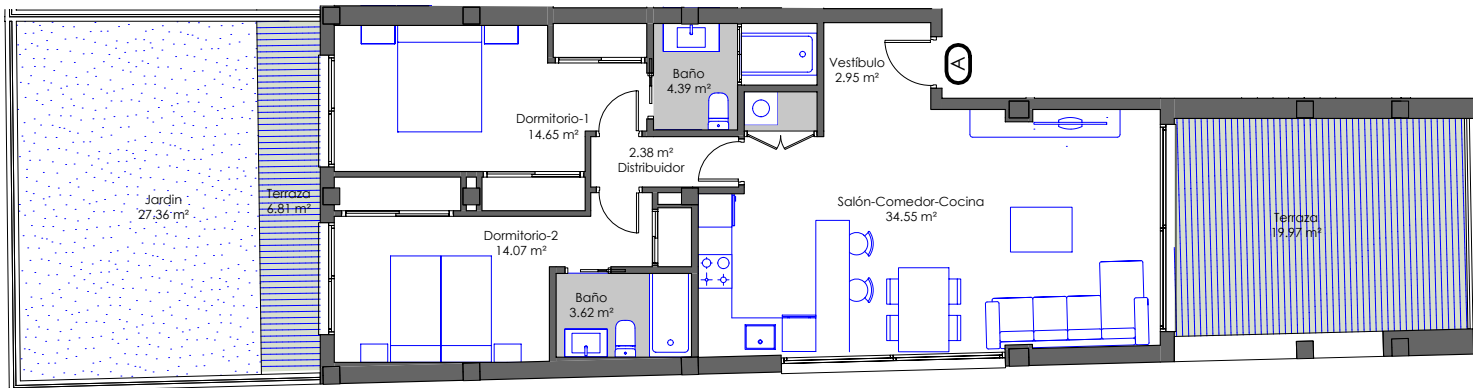 Jardin
27.36 m²
Terraza
6.81 m²
Dormitorio-1
14.65 m²
Baño
4.39 m²
Vestíbulo
2.95 m²
A
2.38 m²
Distribuidor
Dormitorio-2
14.07 m²
Baño
3.62 m²
Salón-Comedor-Cocina
34.55 m²
Terraza
19.97 m²